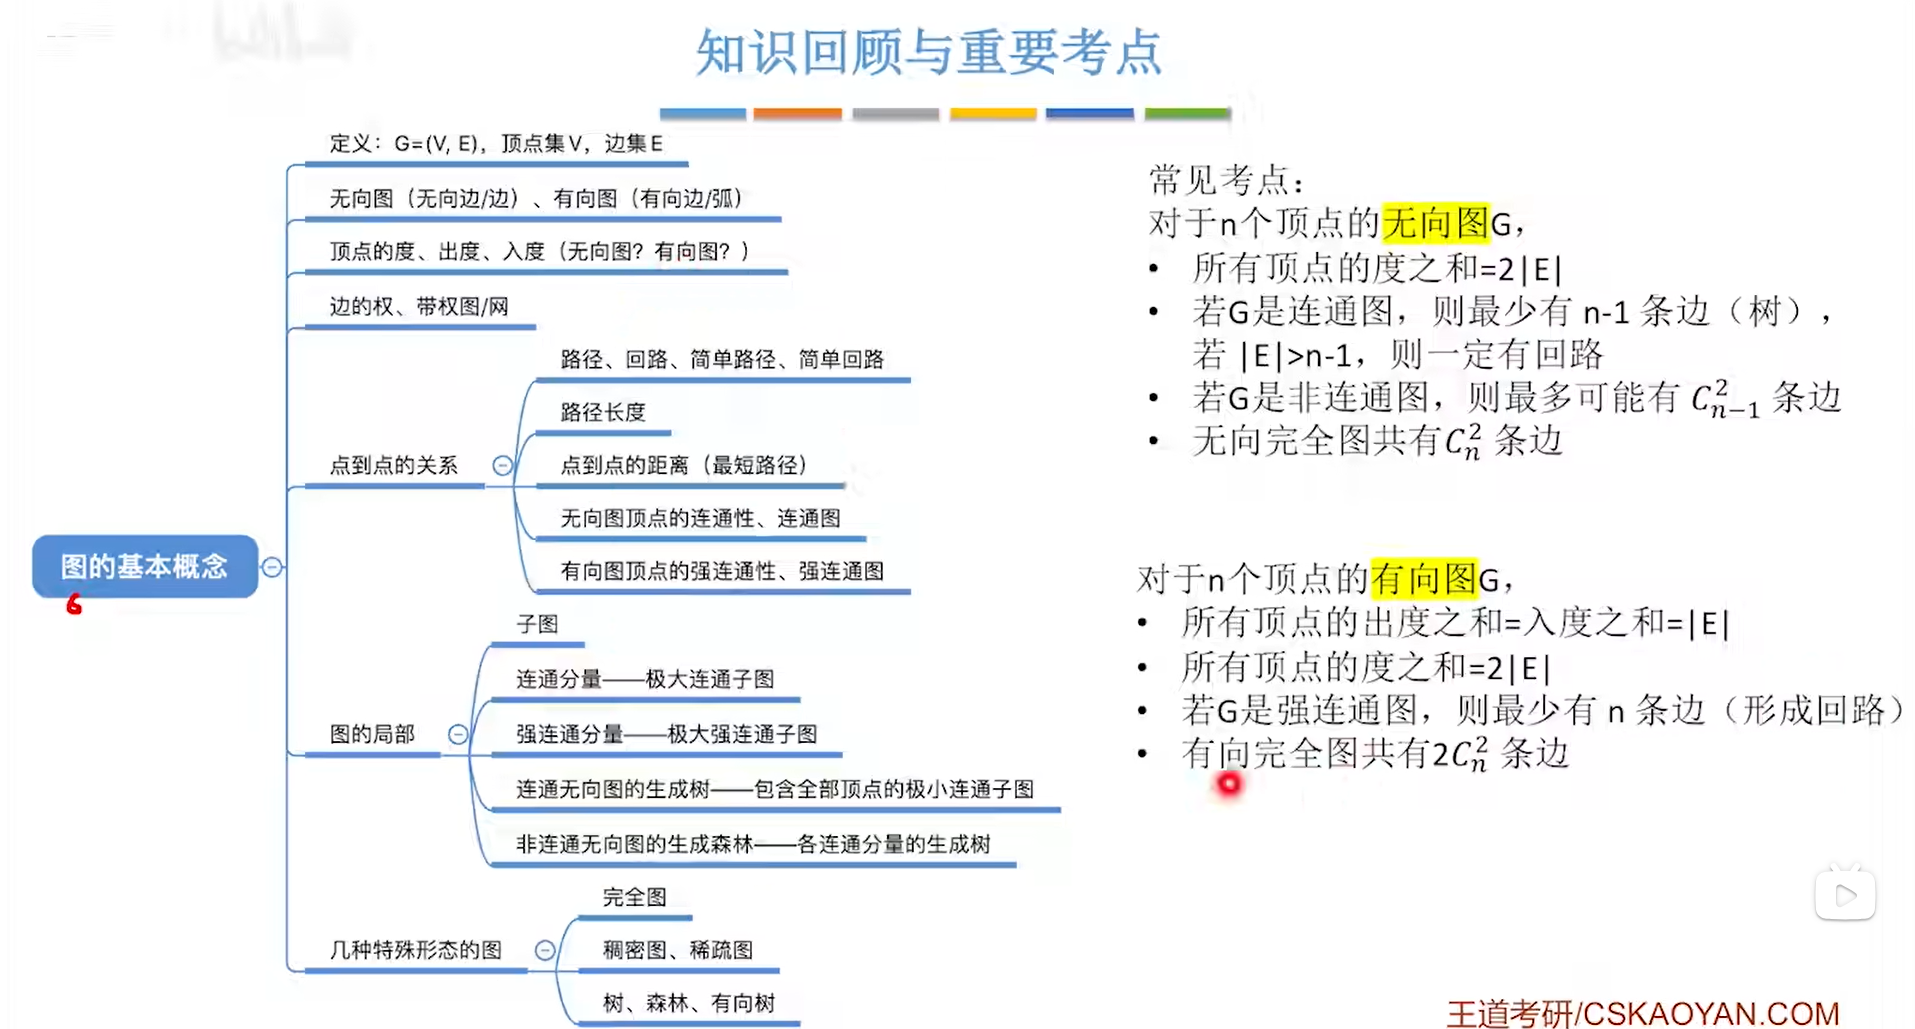 知识回顾与重要考点
定义：G=(V, E)，顶点集V，边集E
无向图（无向边/边）、有向图（有向边/弧）
顶点的度、出度、入度（无向图？有向图？）
边的权、带权图/网
点到点的关系
路径、回路、简单路径、简单回路
路径长度
点到点的距离（最短路径）
无向图顶点的连通性、连通图
有向图顶点的强连通性、强连通图
图的基本概念
6
图的局部
子图
连通分量——极大连通子图
强连通分量——极大强连通子图
连通无向图的生成树——包含全部顶点的极小连通子图
非连通无向图的生成森林——各连通分量的生成树
几种特殊形态的图
完全图
稠密图、稀疏图
树、森林、有向树
常见考点：
对于n个顶点的无向图G，
• 所有顶点的度之和=2|E|
• 若G是连通图，则最少有 n-1 条边（树），
若 |E|>n-1，则一定有回路
• 若G是非连通图，则最多可能有 $C_{n-1}^2$ 条边
• 无向完全图共有$C_n^2$ 条边
对于n个顶点的有向图G，
• 所有顶点的出度之和=入度之和=|E|
• 所有顶点的度之和=2|E|
• 若G是强连通图，则最少有 n 条边（形成回路）
• 有向完全图共有$2C_n^2$ 条边
王道考研/CSKAOYAN.COM